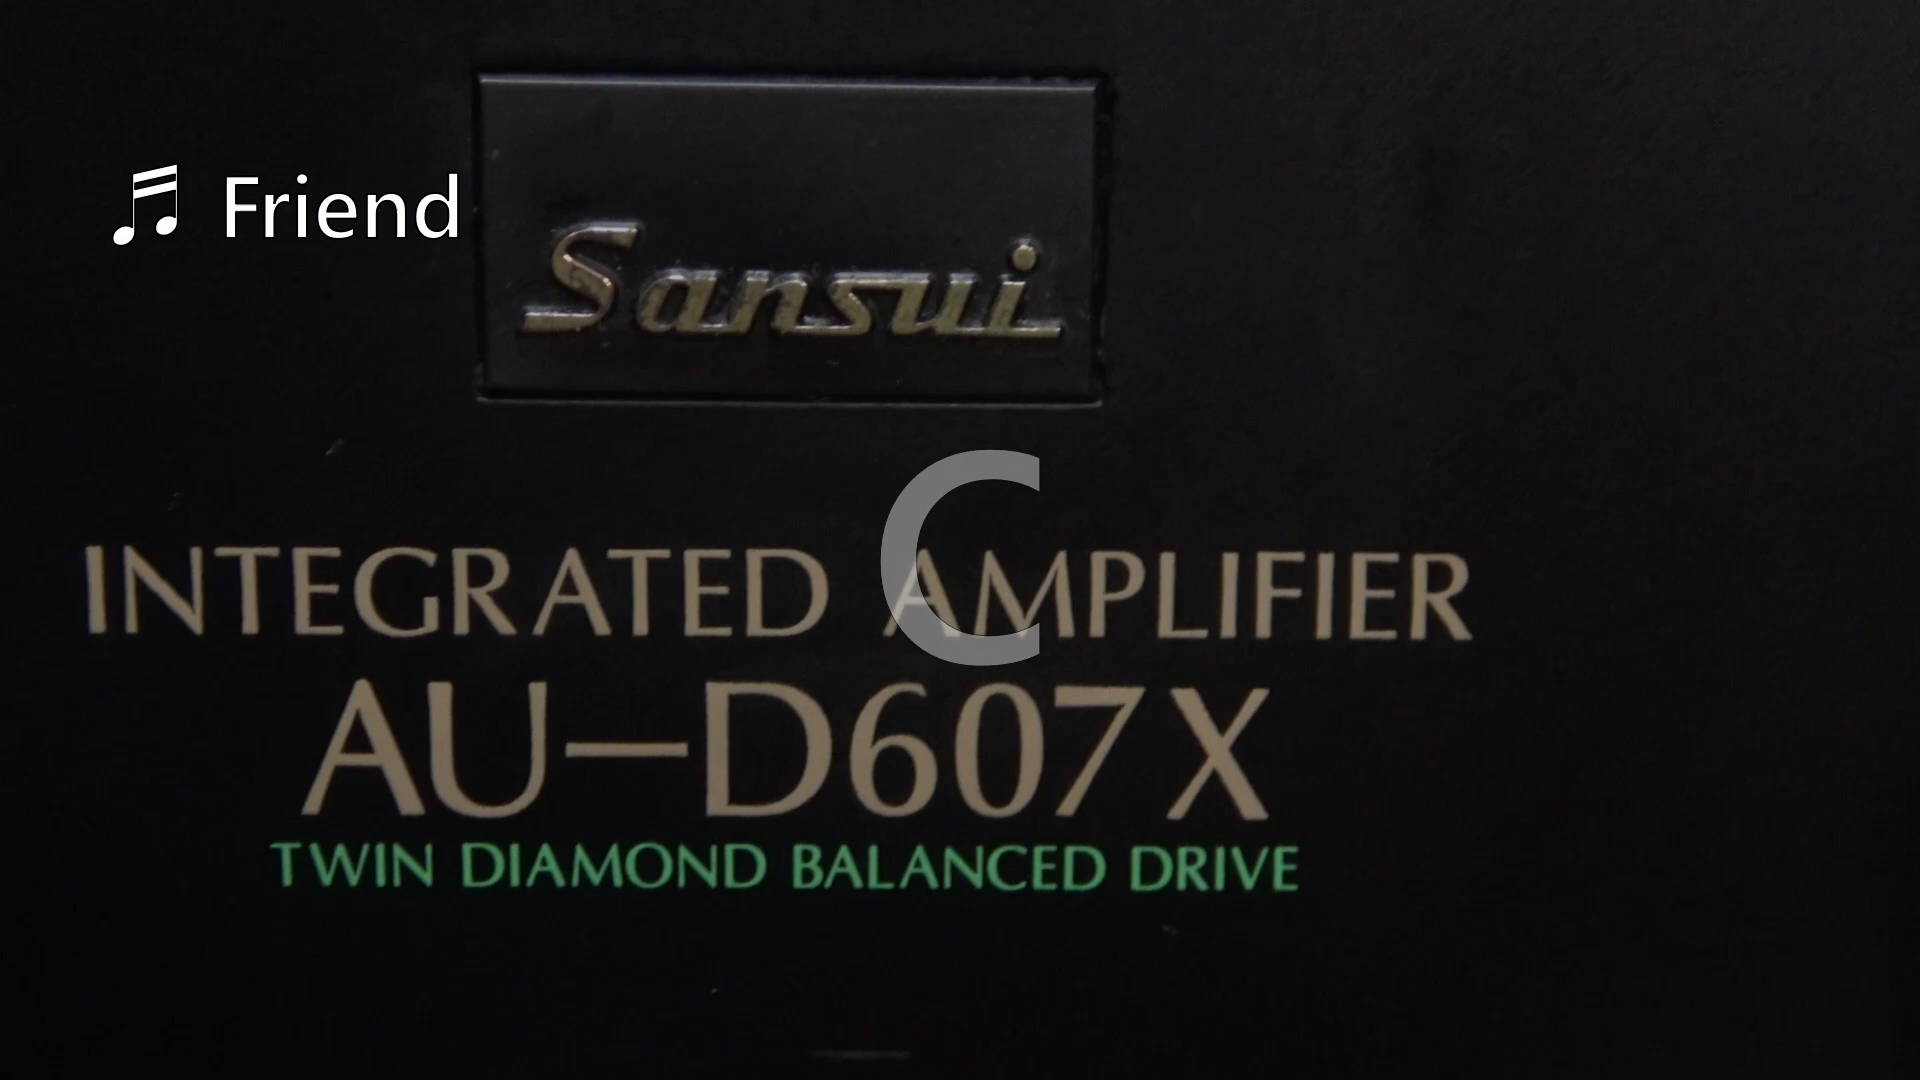 ♬ Friend
Sansui
C
INTEGRATED AMPLIFIER
AU-D607X
TWIN DIAMOND BALANCED DRIVE